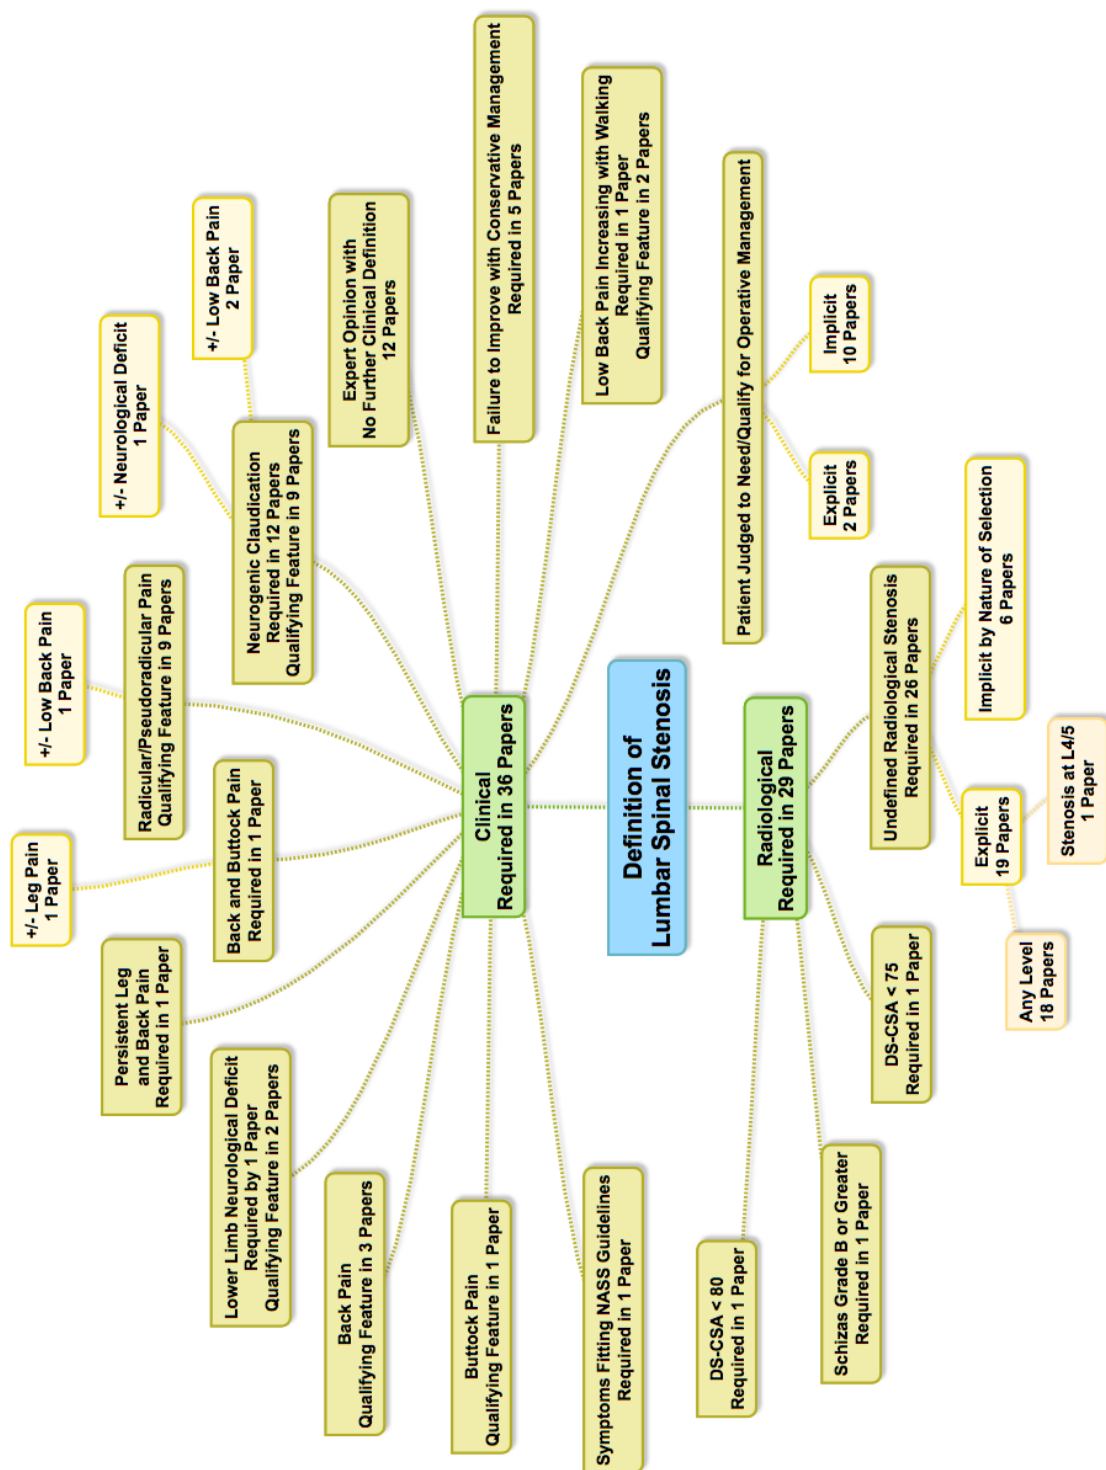 +/- Leg Pain
1 Paper
+/- Low Back Pain
1 Paper
+/- Neurological Deficit
1 Paper
+/- Low Back Pain
2 Paper
Persistent Leg
and Back Pain
Required in 1 Paper
Back and Buttock Pain
Required in 1 Paper
Radicular/Pseudoradicular Pain
Qualifying Feature in 9 Papers
Neurogenic Claudication
Required in 12 Papers
Qualifying Feature in 9 Papers
Lower Limb Neurological Deficit
Required by 1 Paper
Qualifying Feature in 2 Papers
Expert Opinion with
No Further Clinical Definition
12 Papers
Back Pain
Qualifying Feature in 3 Papers
Failure to Improve with Conservative Management
Required in 5 Papers
Buttock Pain
Qualifying Feature in 1 Paper
Clinical
Required in 36 Papers
Low Back Pain Increasing with Walking
Required in 1 Paper
Qualifying Feature in 2 Papers
Symptoms Fitting NASS Guidelines
Required in 1 Paper
Definition of
Lumbar Spinal Stenosis
Patient Judged to Need/Qualify for Operative Management
Explicit
2 Papers
Implicit
10 Papers
DS-CSA < 80
Required in 1 Paper
Radiological
Required in 29 Papers
Schizas Grade B or Greater
Required in 1 Paper
DS-CSA < 75
Required in 1 Paper
Undefined Radiological Stenosis
Required in 26 Papers
Explicit
19 Papers
Implicit by Nature of Selection
6 Papers
Any Level
18 Papers
Stenosis at L4/5
1 Paper